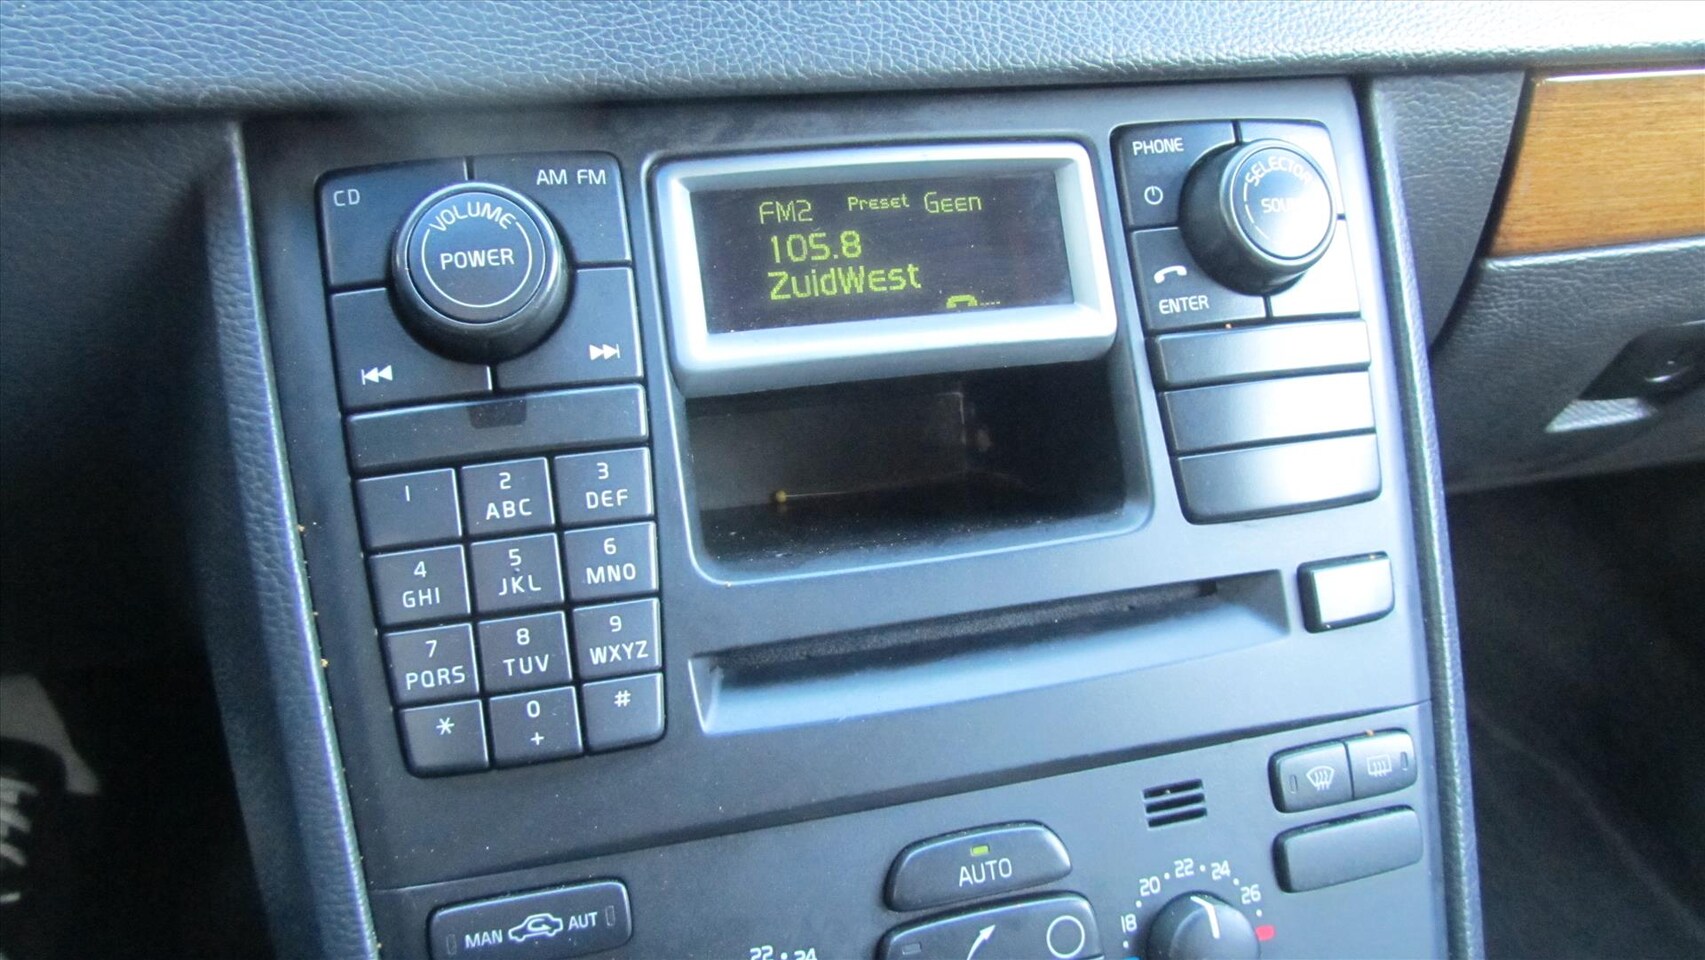 CD
AM FM
VOLUME
POWER
FM2 Preset Geen
105.8
ZuidWest
PHONE
SELECTOR
ENTER
1
2
ABC
3
DEF
4
GHI
5
JKL
6
MNO
7
PQRS
8
TUV
9
WXYZ
*
0
+
#
AUTO
MAN AUT
22 24
18 20 22 24 26